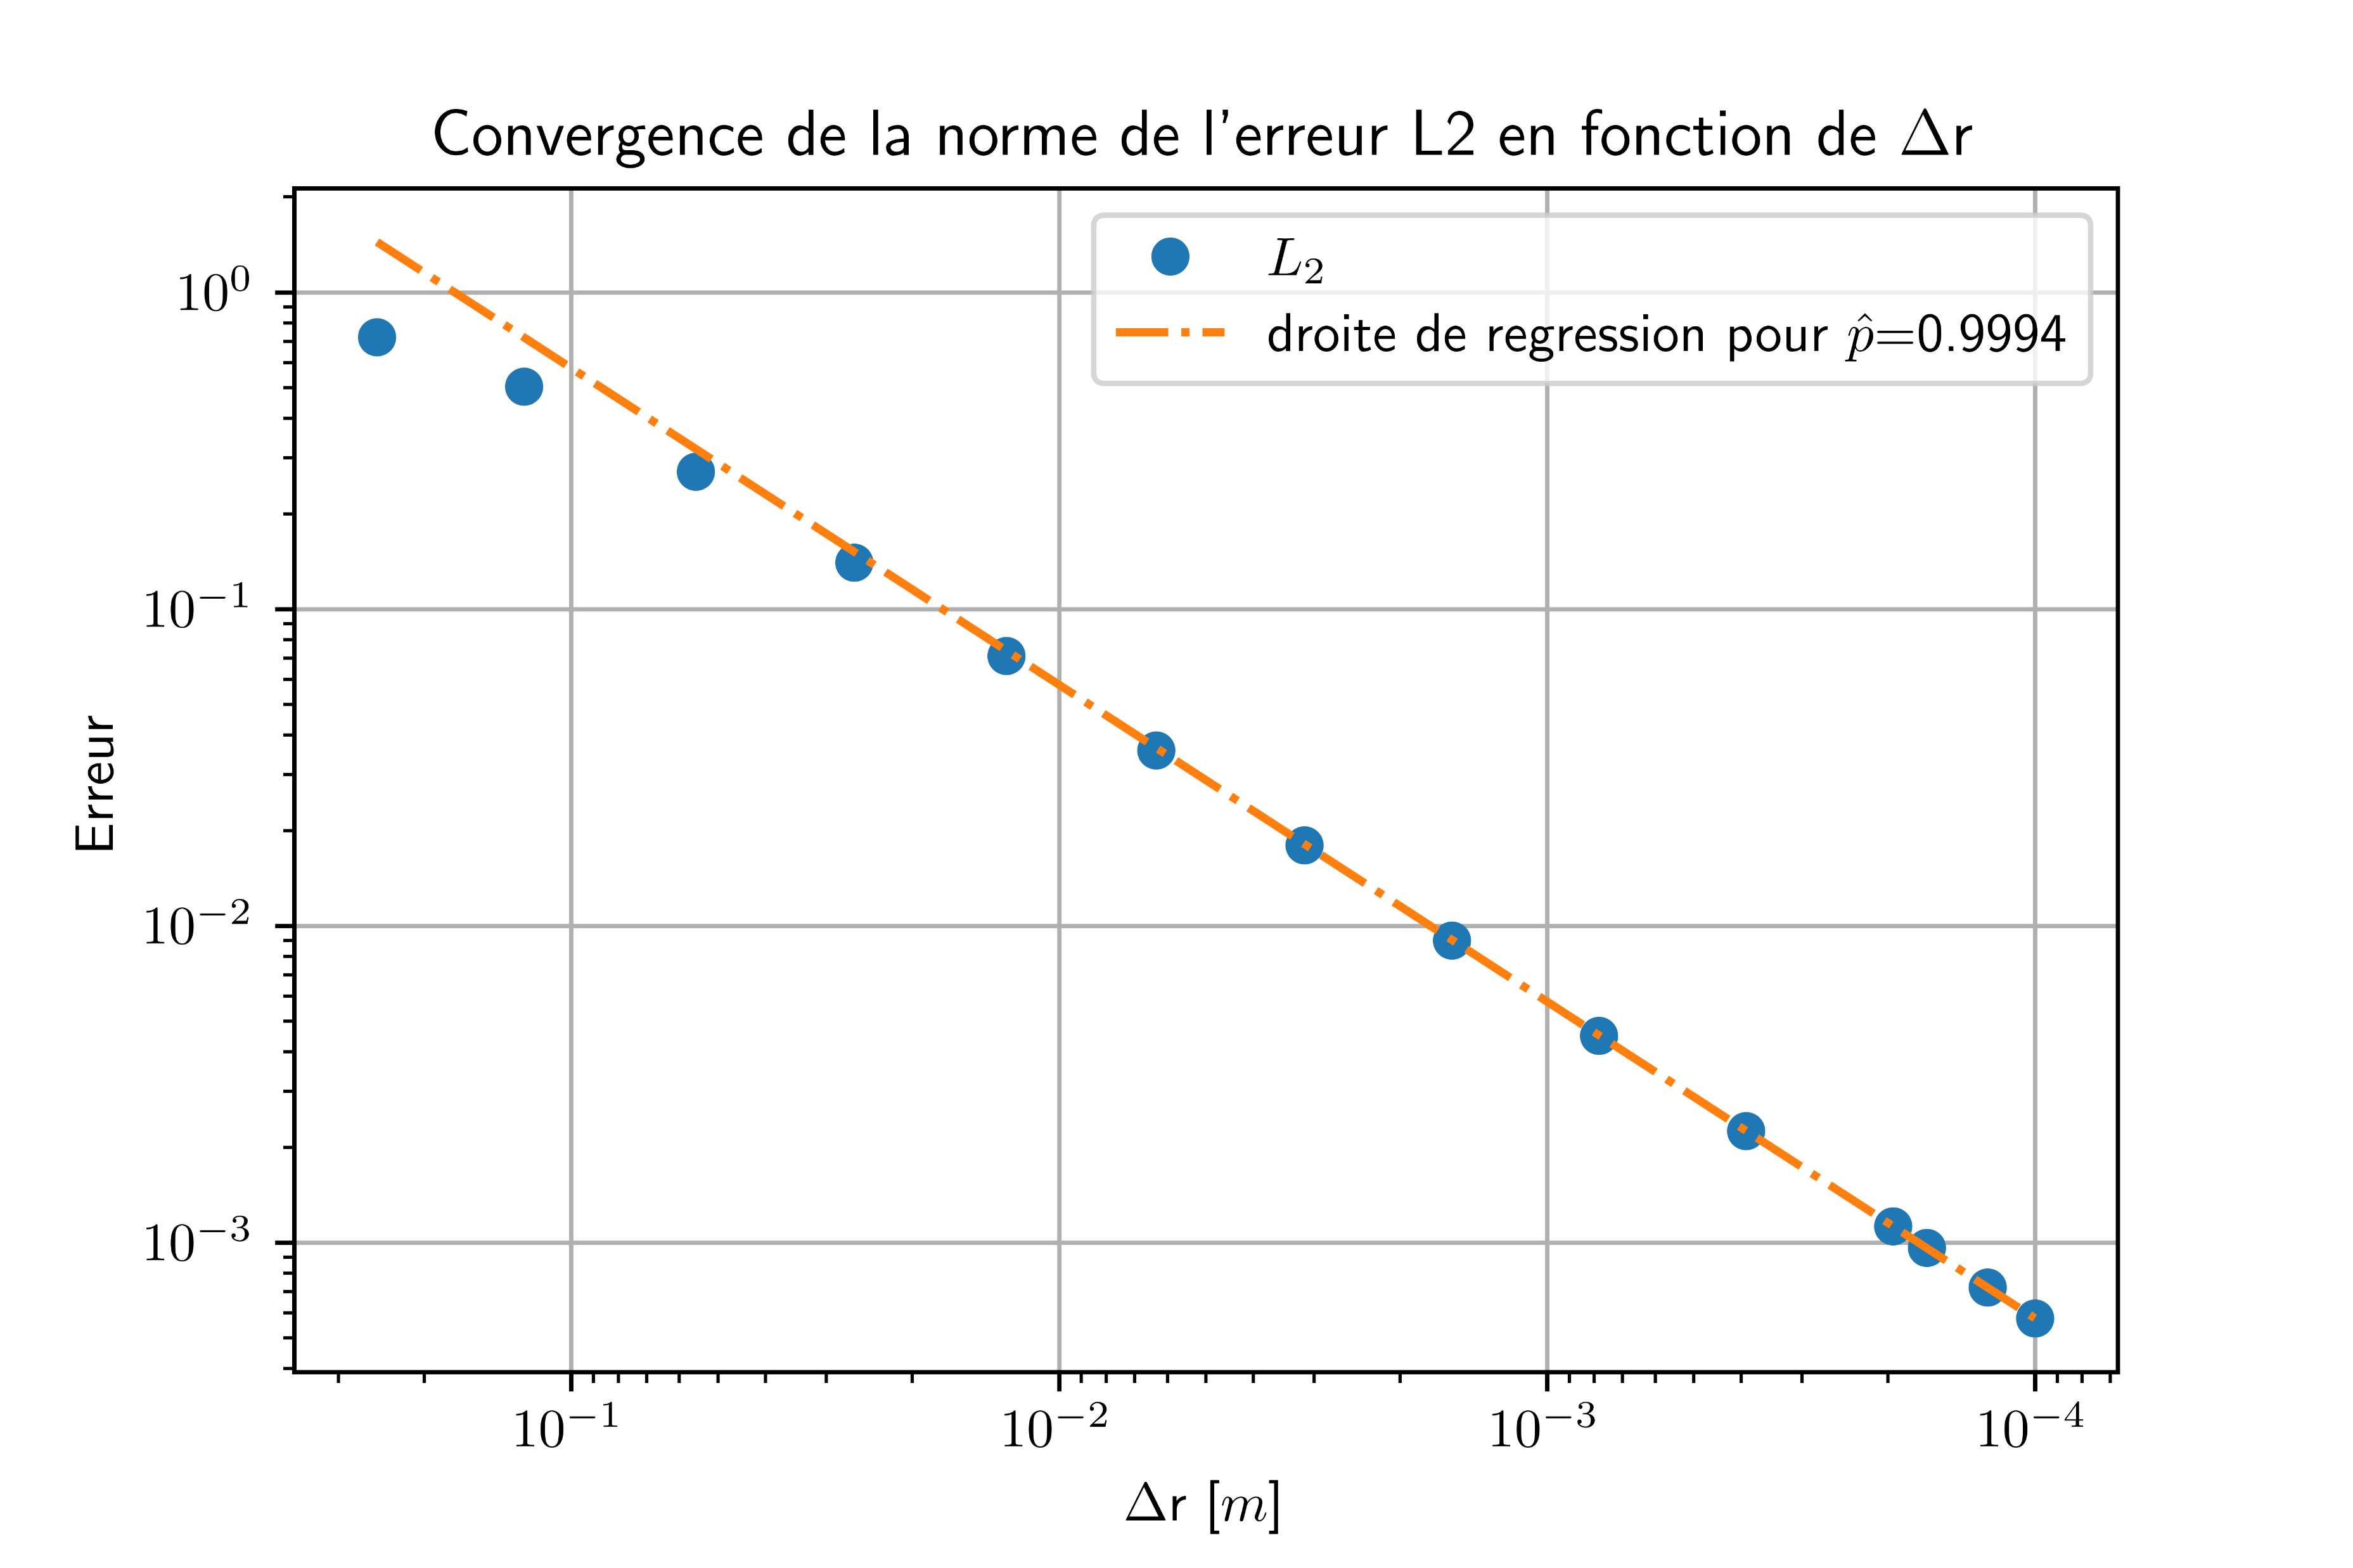 Convergence de la norme de l'erreur L2 en fonction de Δr
L₂
droite de regression pour p̂=0.9994
10⁰
10⁻¹
10⁻²
10⁻³
Erreur
10⁻¹ 10⁻² 10⁻³ 10⁻⁴
Δr [m]